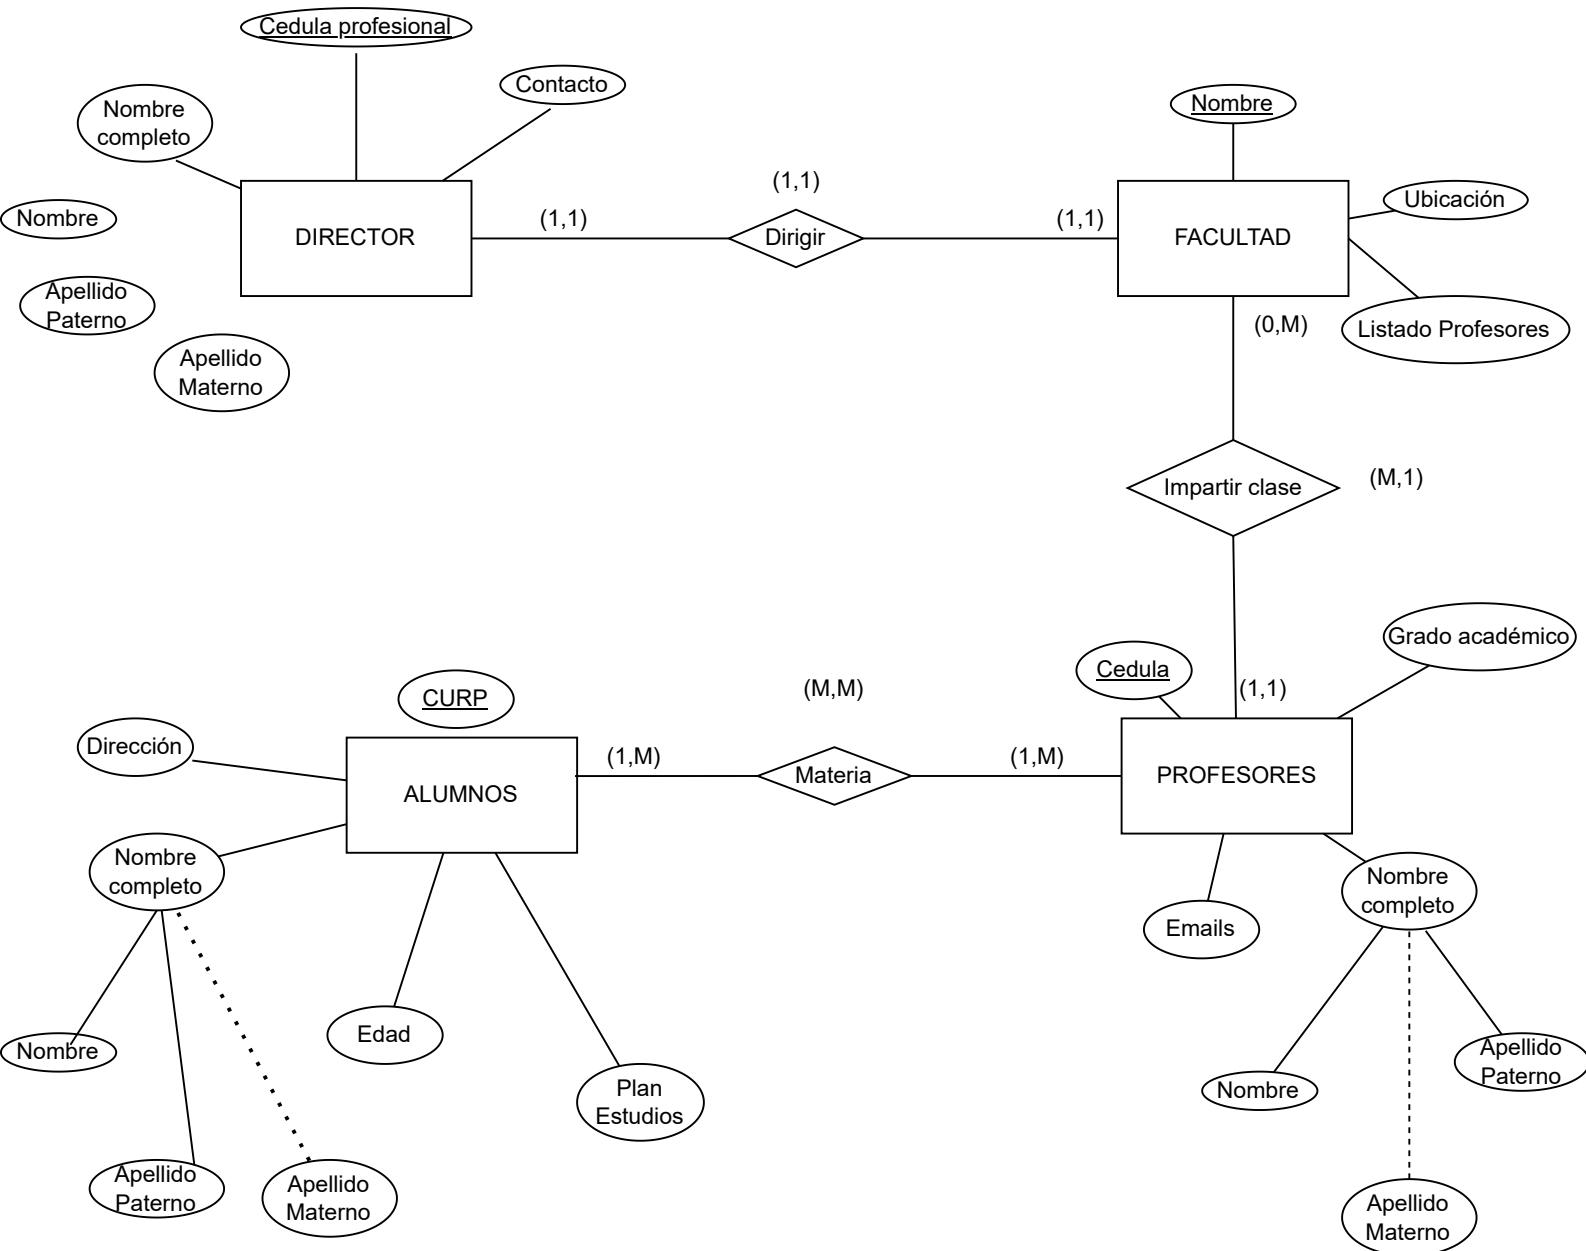 Cedula profesional
Contacto
Nombre
completo
Nombre
(1,1)
Ubicación
Nombre
(1,1)
(1,1)
DIRECTOR
Dirigir
FACULTAD
Apellido
Paterno
(0,M)
Listado Profesores
Apellido
Materno
Impartir clase
(M,1)
Grado académico
Cedula
(M,M)
(1,1)
CURP
Dirección
(1,M)
(1,M)
ALUMNOS
Materia
PROFESORES
Nombre
completo
Nombre
completo
Emails
Edad
Nombre
Plan
Estudios
Nombre
Apellido
Paterno
Apellido
Paterno
Apellido
Materno
Apellido
Materno